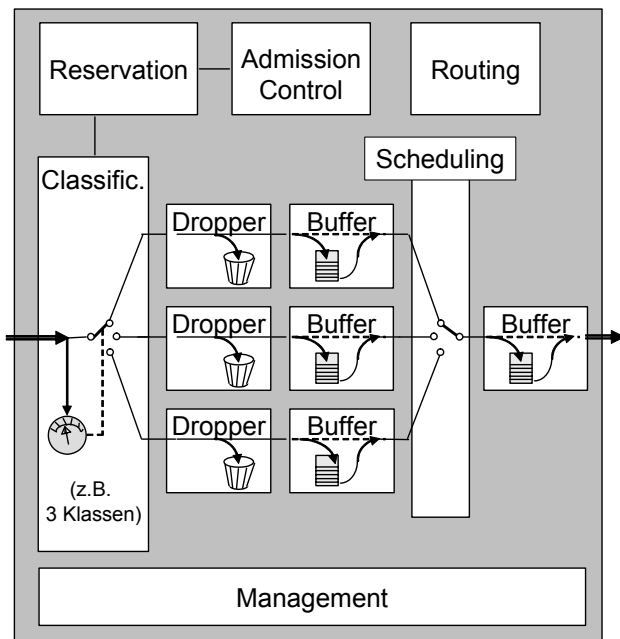 Reservation
Admission
Control
Routing
Scheduling
Classific.
Dropper
Buffer
Dropper
Buffer
Buffer
Dropper
Buffer
(z.B.
3 Klassen)
Management